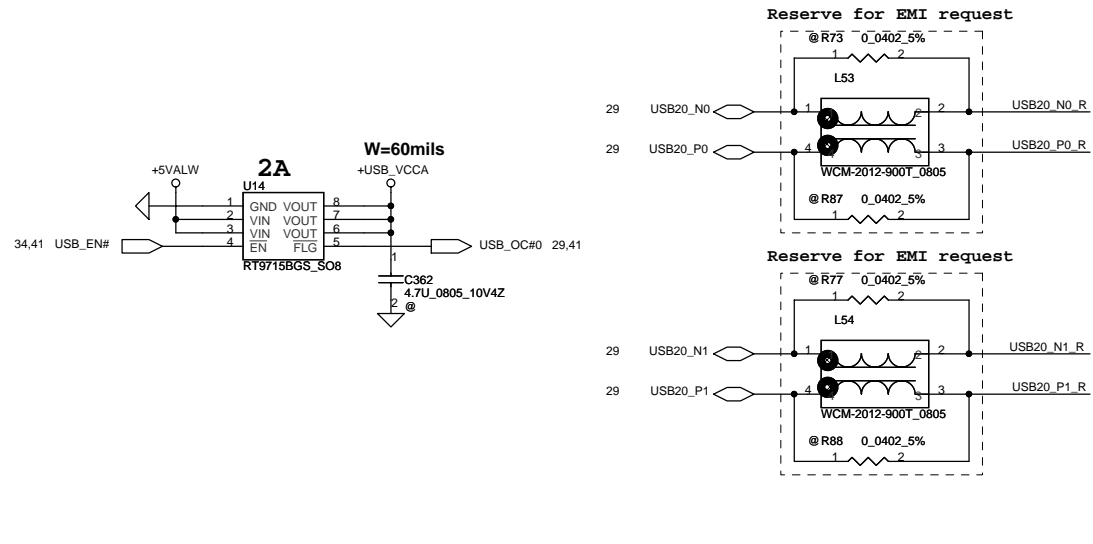 Reserve for EMI request
@ R73 0_0402_5%
1 2
L53
29 USB20_N0 1 2 2 USB20_N0_R
29 USB20_P0 4 4 3 3 USB20_P0_R
WCM-2012-900T_0805
@ R87 0_0402_5%
1 2
W=60mils
+5VALW 2A +USB_VCCA
U14
1 GND VOUT 8
2 VIN VOUT 7
3 VIN VOUT 6
34,41 USB_EN# 4 EN FLG 5 USB_OC#0 29,41
RT9715BGS_SO8
1
C362
4.7U_0805_10V4Z
2 @
Reserve for EMI request
@ R77 0_0402_5%
1 2
L54
29 USB20_N1 1 2 2 USB20_N1_R
29 USB20_P1 4 4 3 3 USB20_P1_R
WCM-2012-900T_0805
@ R88 0_0402_5%
1 2